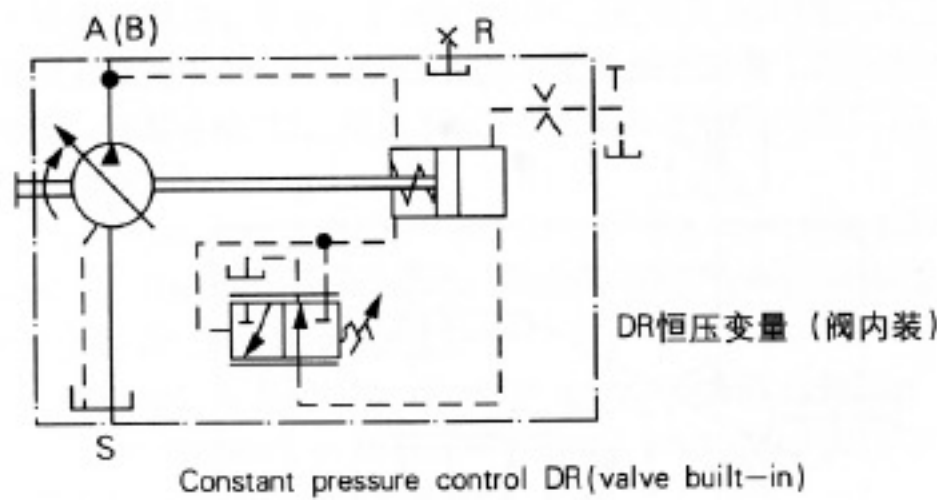 A(B)
R
T
DR恒压变量（阀内装）
S
Constant pressure control DR(valve built-in)